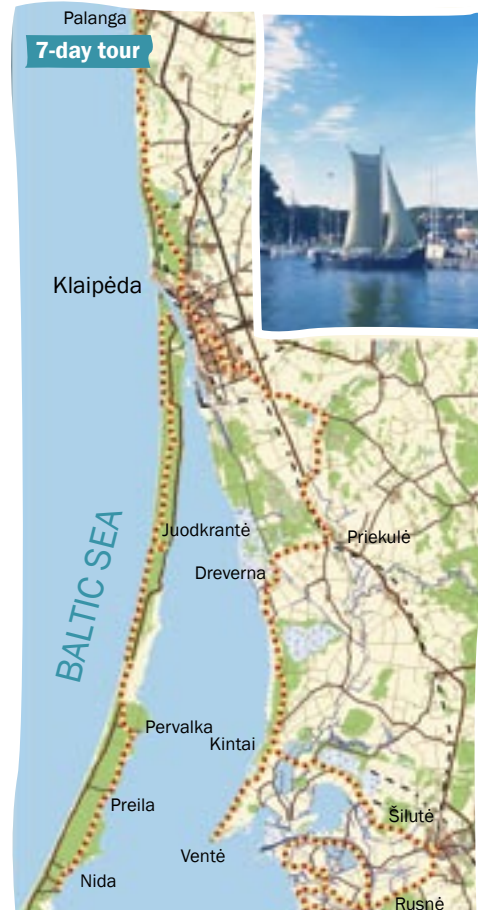 Palanga
7-day tour
Klaipėda
BALTIC SEA
Juodkrantė
Priekulė
Dreverna
Pervalka
Kintai
Preila
Šilutė
Ventė
Nida
Rusnė